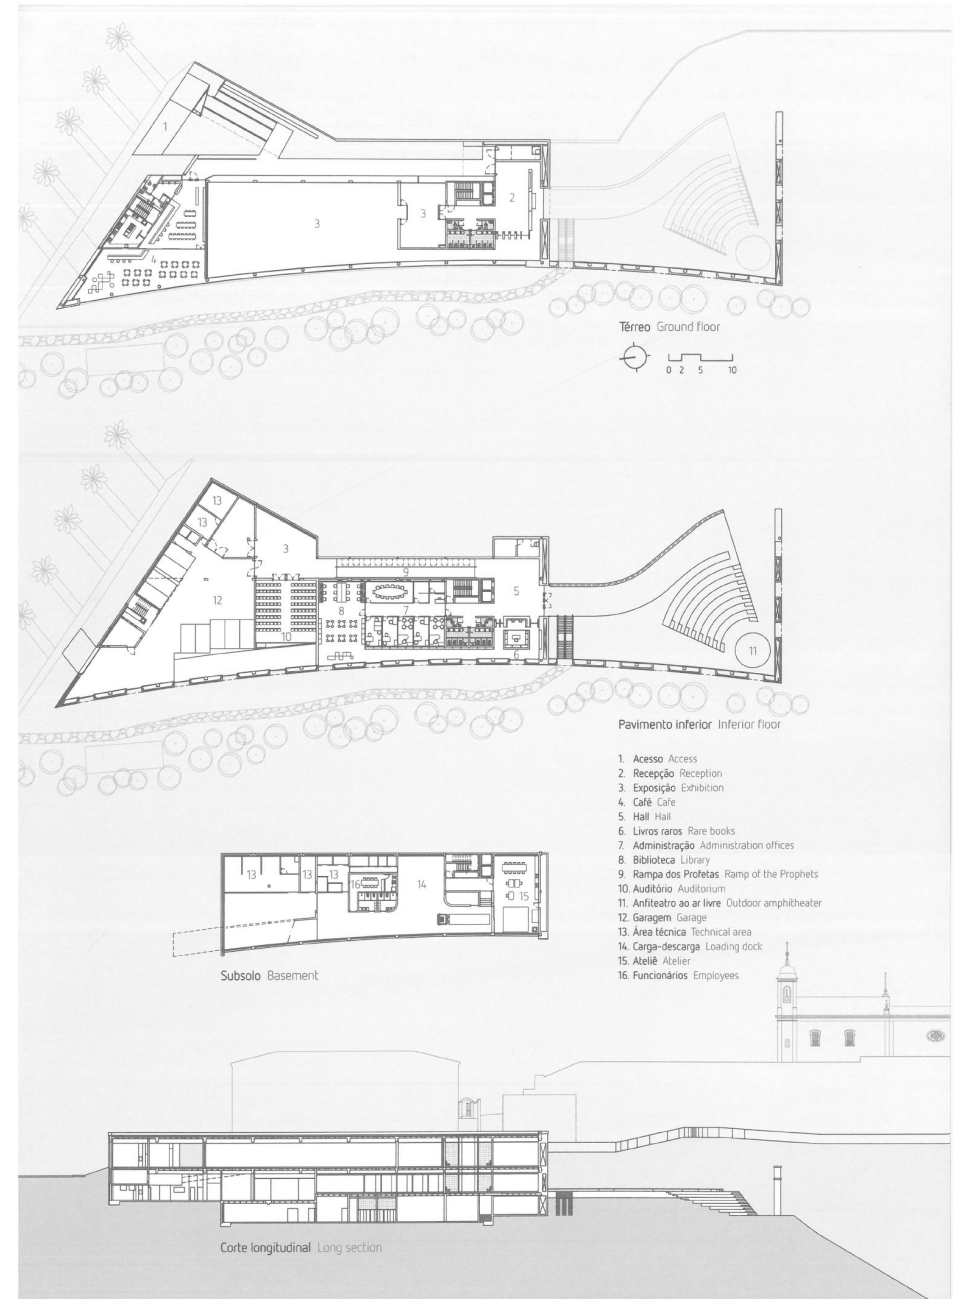 1
2
3
3
4
Térreo Ground floor
0 2 5 10
13
13
3
9
5
12
8
7
10
6
11
Pavimento inferior Inferior floor
1. Acesso Access
2. Recepção Reception
3. Exposição Exhibition
4. Café Cafe
5. Hall Hall
6. Livros raros Rare books
7. Administração Administration offices
8. Biblioteca Library
9. Rampa dos Profetas Ramp of the Prophets
10. Auditório Auditorium
11. Anfiteatro ao ar livre Outdoor amphitheater
12. Garagem Garage
13. Área técnica Technical area
14. Carga-descarga Loading dock
15. Ateliê Atelier
16. Funcionários Employees
13
13
13
16
14
15
Subsolo Basement
Corte longitudinal Long section